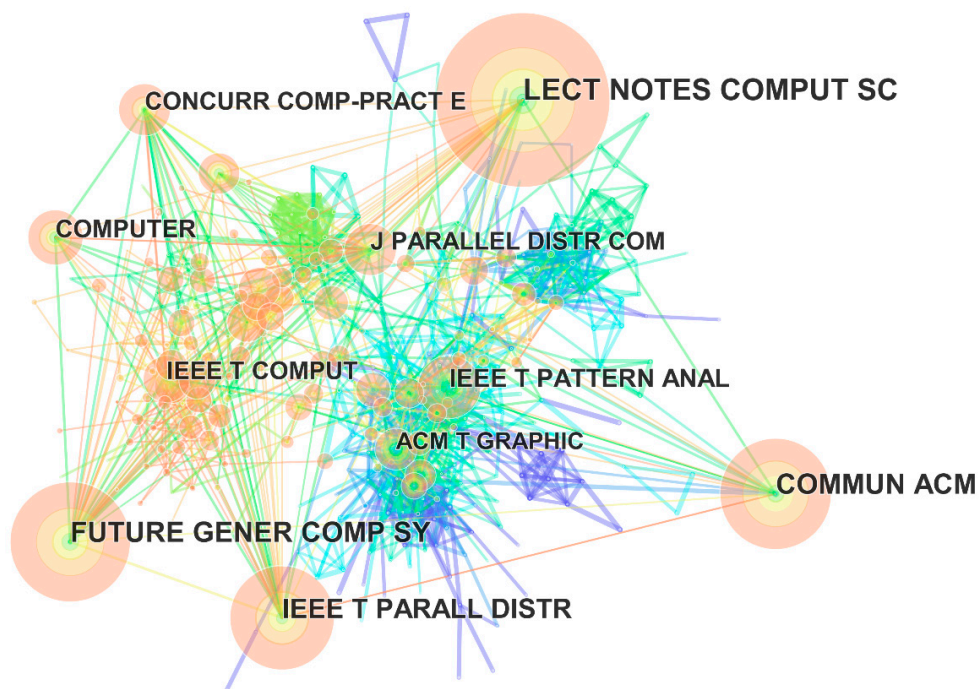 LECT NOTES COMPUT SC
CONCURR COMP-PRACT E
COMPUTER
J PARALLEL DISTR COM
IEEE T COMPUT
IEEE T PATTERN ANAL
ACM T GRAPHIC
COMMUN ACM
FUTURE GENER COMP SY
IEEE T PARALL DISTR